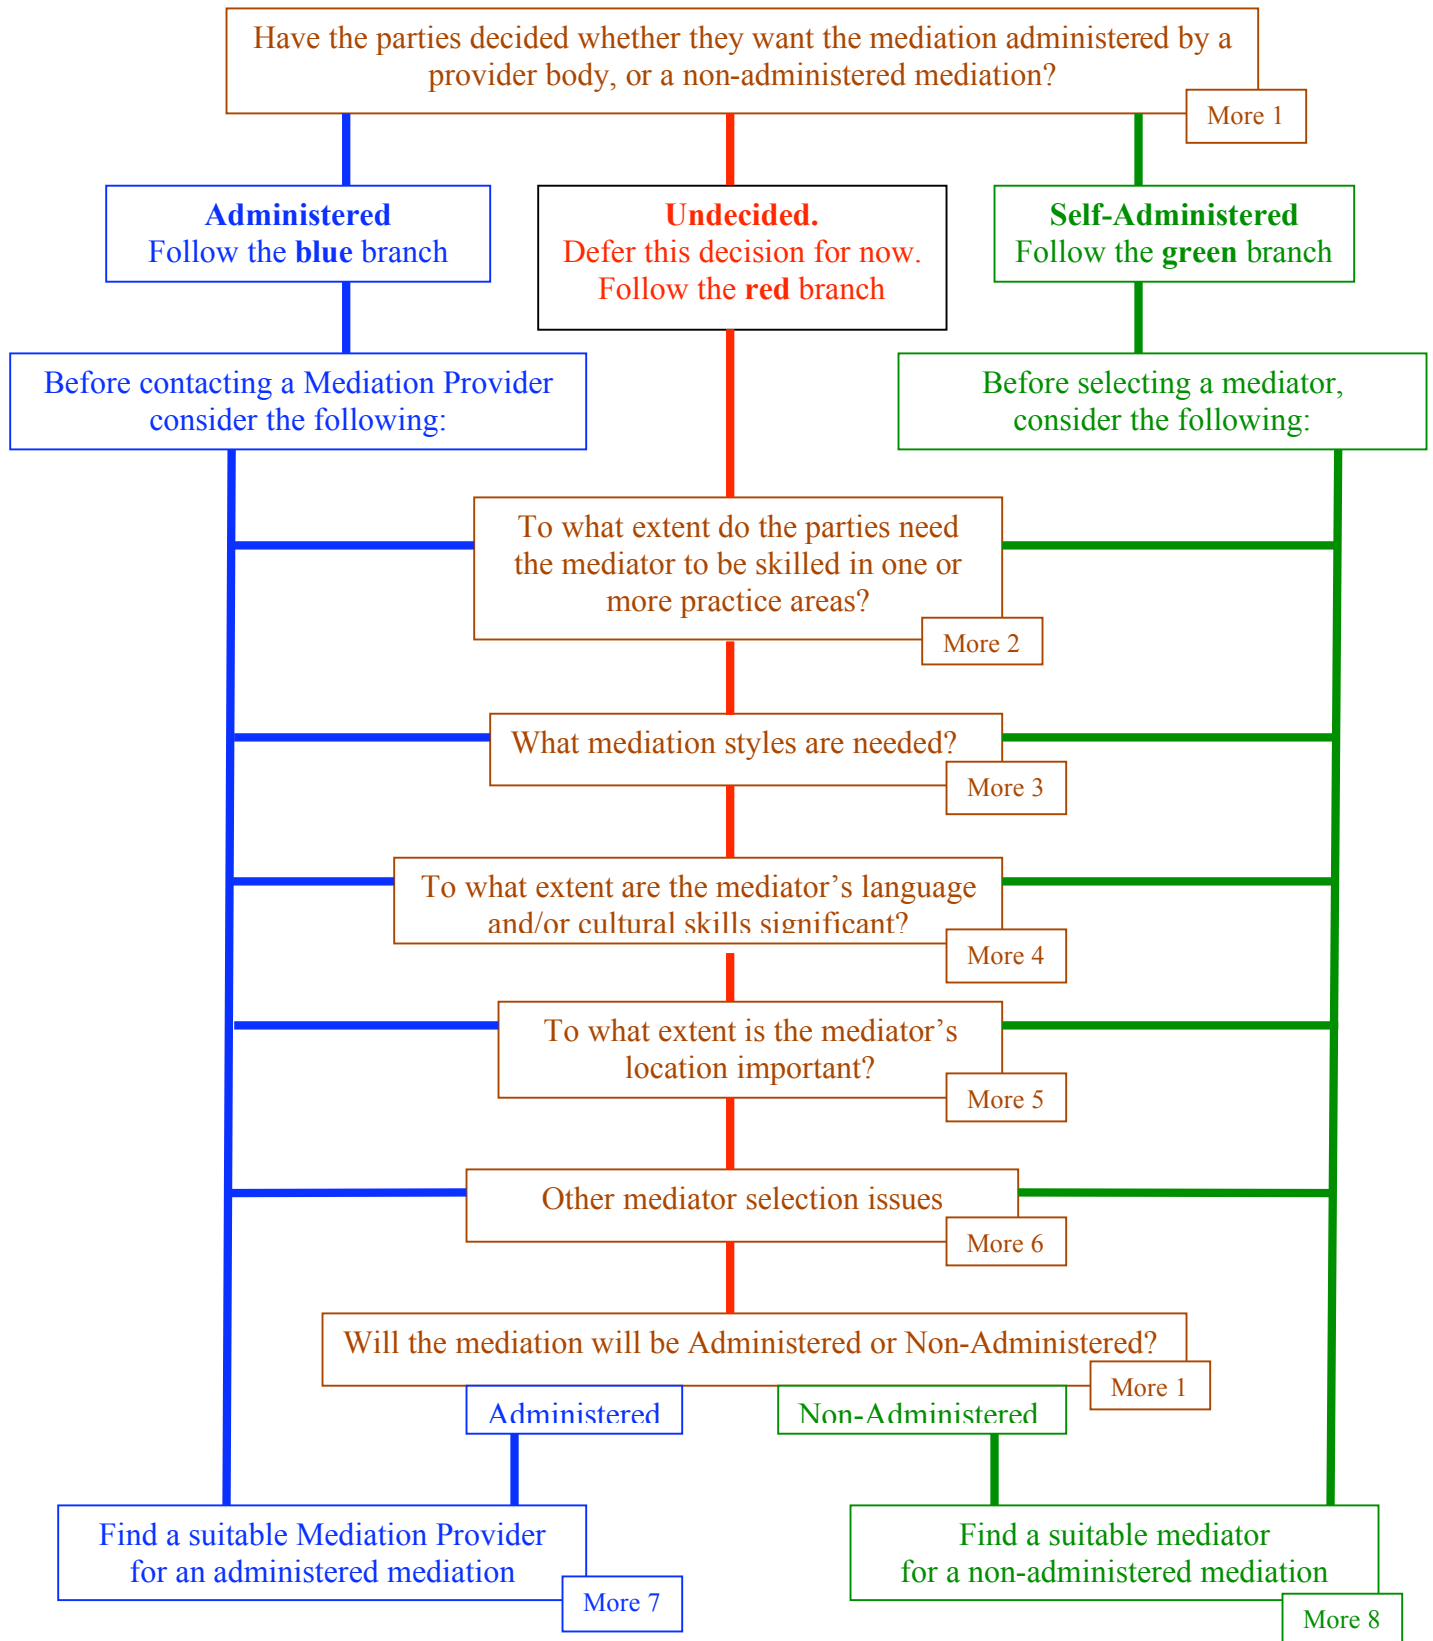 Have the parties decided whether they want the mediation administered by a
provider body, or a non-administered mediation?
More 1
Administered
Follow the blue branch
Undecided.
Defer this decision for now.
Follow the red branch
Self-Administered
Follow the green branch
Before contacting a Mediation Provider
consider the following:
Before selecting a mediator,
consider the following:
To what extent do the parties need
the mediator to be skilled in one or
more practice areas?
More 2
What mediation styles are needed?
More 3
To what extent are the mediator’s language
and/or cultural skills significant?
More 4
To what extent is the mediator’s
location important?
More 5
Other mediator selection issues
More 6
Will the mediation will be Administered or Non-Administered?
More 1
Administered
Non-Administered
Find a suitable Mediation Provider
for an administered mediation
More 7
Find a suitable mediator
for a non-administered mediation
More 8